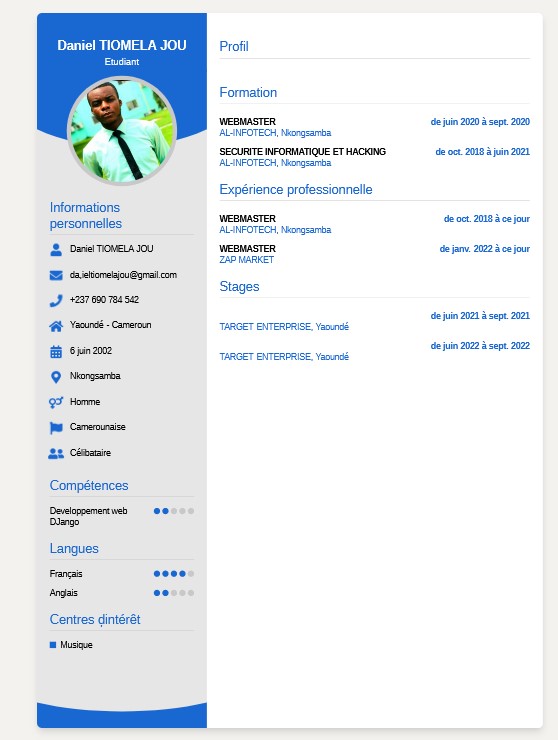 Daniel TIOMELA JOU
Etudiant
Informations
personnelles
Daniel TIOMELA JOU
da,ieltiomelajou@gmail.com
+237 690 784 542
Yaoundé - Cameroun
6 juin 2002
Nkongsamba
Homme
Camerounaise
Célibataire
Compétences
Developpement web
DJango
Langues
Français
Anglais
Centres d̦intérêt
Musique
Profil
Formation
WEBMASTER de juin 2020 à sept. 2020
AL-INFOTECH, Nkongsamba
SECURITE INFORMATIQUE ET HACKING de oct. 2018 à juin 2021
AL-INFOTECH, Nkongsamba
Expérience professionnelle
WEBMASTER de oct. 2018 à ce jour
AL-INFOTECH, Nkongsamba
WEBMASTER de janv. 2022 à ce jour
ZAP MARKET
Stages
de juin 2021 à sept. 2021
TARGET ENTERPRISE, Yaoundé
de juin 2022 à sept. 2022
TARGET ENTERPRISE, Yaoundé